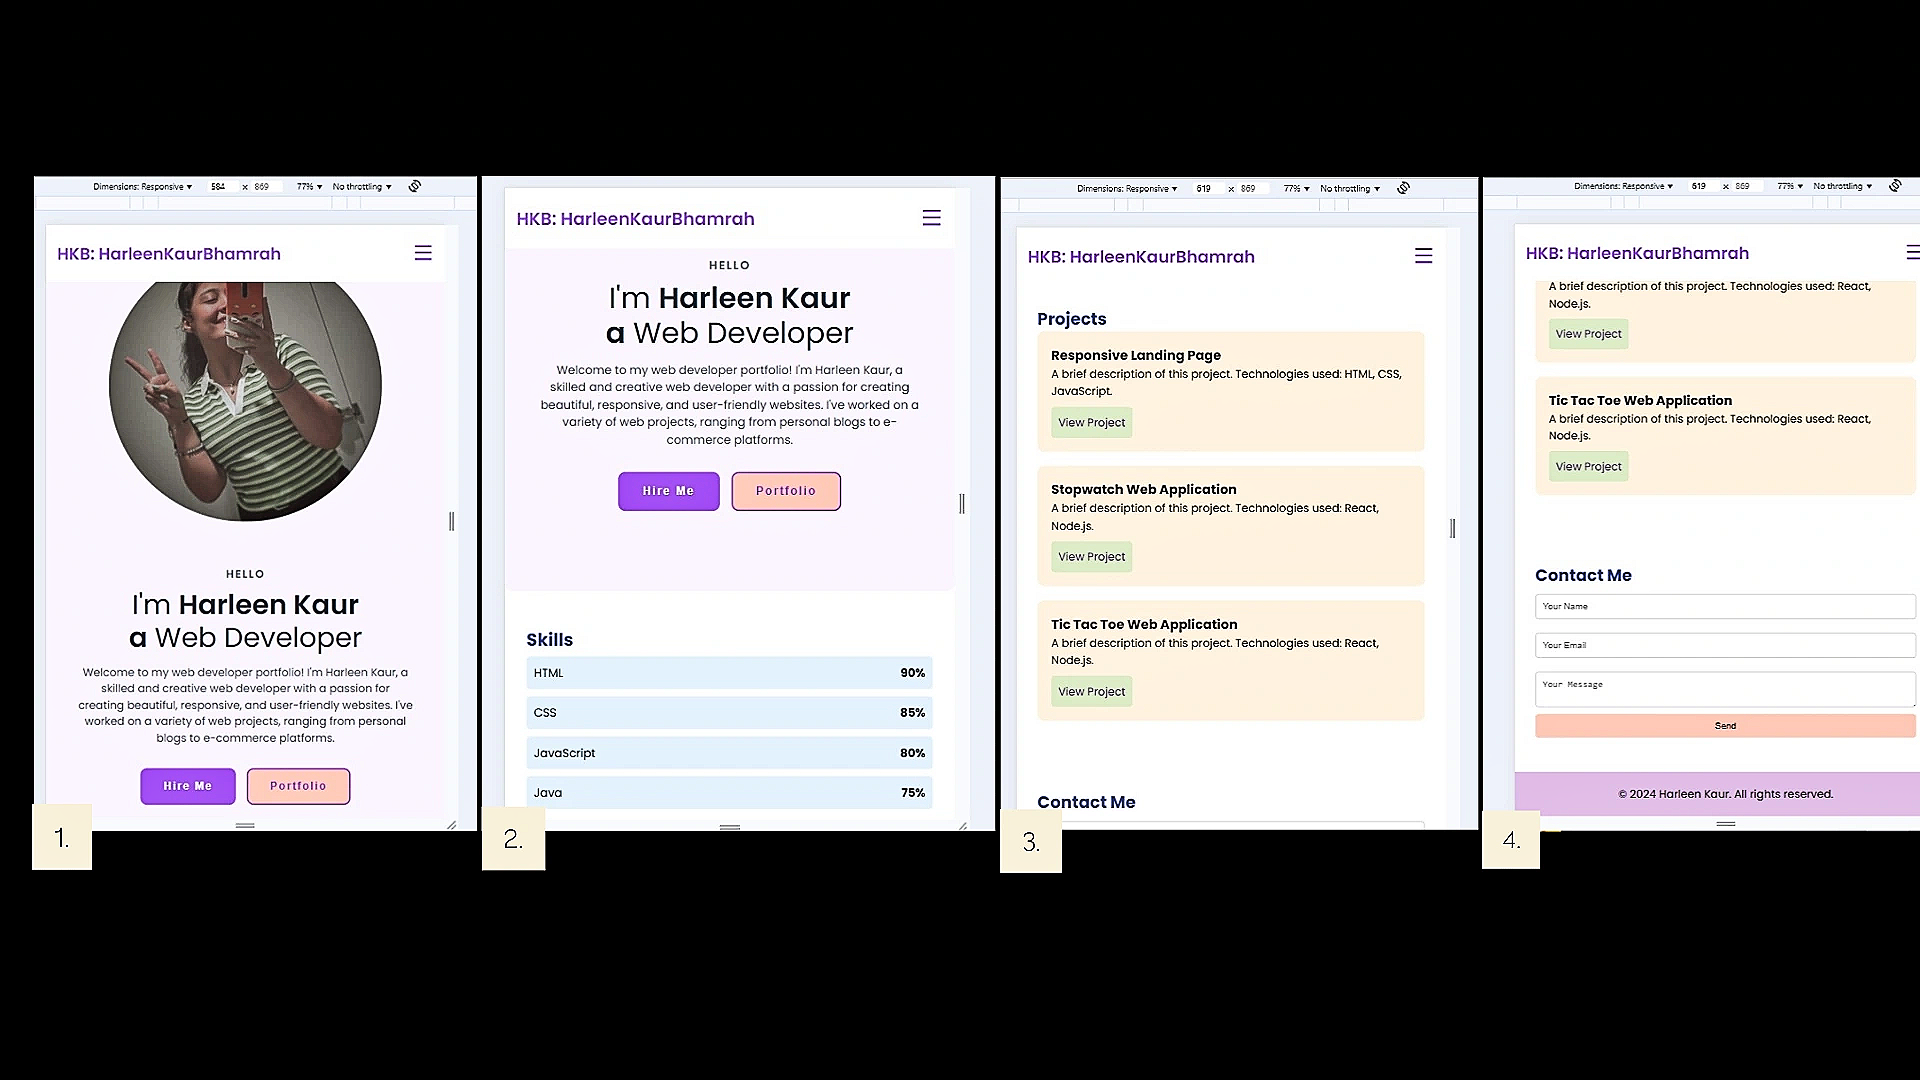 Dimensions: Responsive ▼ 584 x 869 77% ▼ No throttling ▼
HKB: HarleenKaurBhamrah
HELLO
I'm Harleen Kaur
a Web Developer
Welcome to my web developer portfolio! I'm Harleen Kaur, a
skilled and creative web developer with a passion for
creating beautiful, responsive, and user-friendly websites. I've
worked on a variety of web projects, ranging from personal
blogs to e-commerce platforms.
Hire Me Portfolio
1.
HKB: HarleenKaurBhamrah
HELLO
I'm Harleen Kaur
a Web Developer
Welcome to my web developer portfolio! I'm Harleen Kaur, a
skilled and creative web developer with a passion for creating
beautiful, responsive, and user-friendly websites. I've worked on a
variety of web projects, ranging from personal blogs to e-
commerce platforms.
Hire Me Portfolio
Skills
HTML 90%
CSS 85%
JavaScript 80%
Java 75%
2.
Dimensions: Responsive ▼ 619 x 869 77% ▼ No throttling ▼
HKB: HarleenKaurBhamrah
Projects
Responsive Landing Page
A brief description of this project. Technologies used: HTML, CSS,
JavaScript.
View Project
Stopwatch Web Application
A brief description of this project. Technologies used: React,
Node.js.
View Project
Tic Tac Toe Web Application
A brief description of this project. Technologies used: React,
Node.js.
View Project
Contact Me
3.
Dimensions: Responsive ▼ 619 x 869 77% ▼ No throttling ▼
HKB: HarleenKaurBhamrah
A brief description of this project. Technologies used: React,
Node.js.
View Project
Tic Tac Toe Web Application
A brief description of this project. Technologies used: React,
Node.js.
View Project
Contact Me
Your Name
Your Email
Your Message
Send
© 2024 Harleen Kaur. All rights reserved.
4.